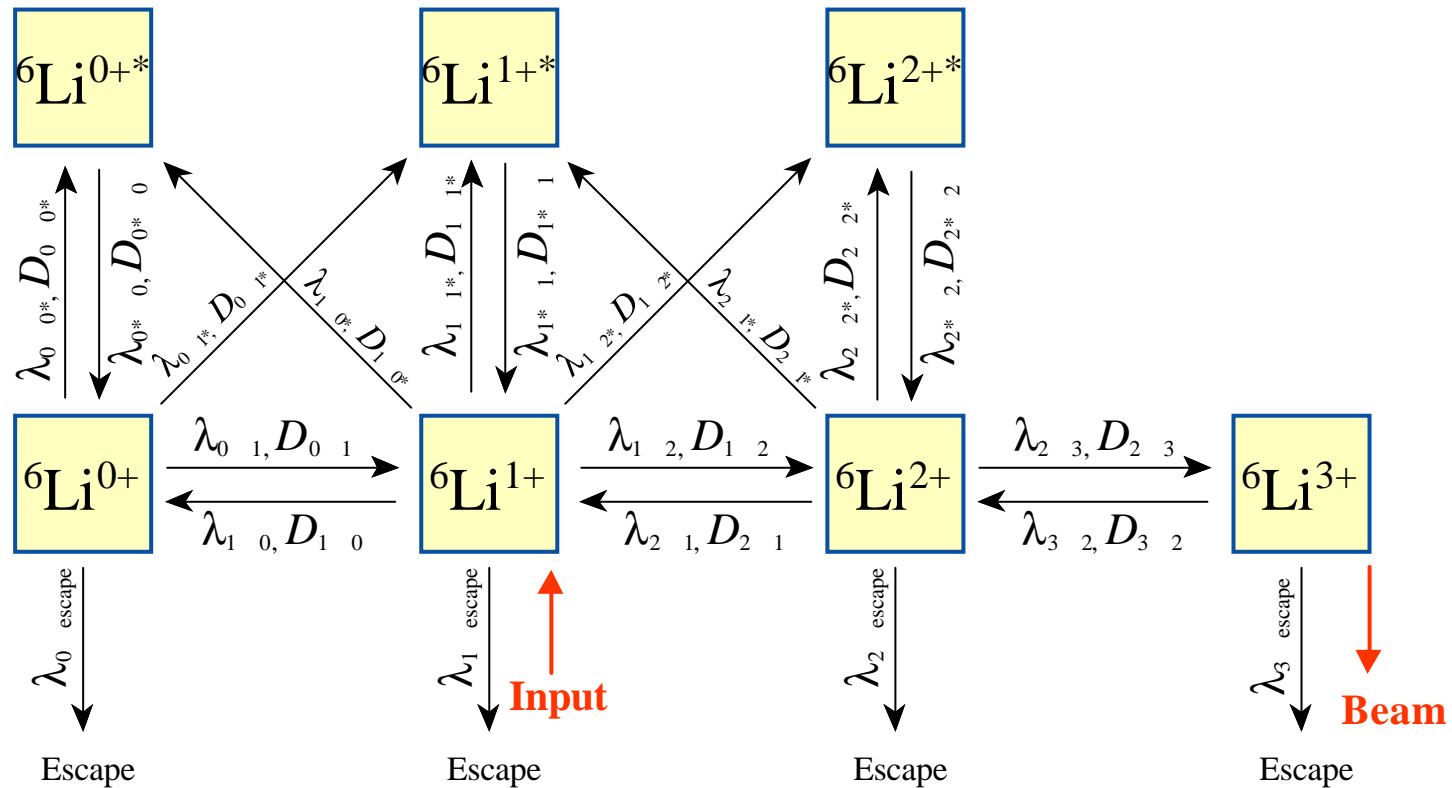 ⁶Li⁰⁺* ⁶Li¹⁺* ⁶Li²⁺*
λ₀ ₀*, D₀ ₀*
λ₀* ₀, D₀* ₀
λ₀ ₁*, D₀ ₁*
λ₁ ₀*, D₁ ₀*
λ₁ ₁*, D₁ ₁*
λ₁* ₁, D₁* ₁
λ₁ ₂*, D₁ ₂*
λ₂ ₁*, D₂ ₁*
λ₂ ₂*, D₂ ₂*
λ₂* ₂, D₂* ₂
⁶Li⁰⁺ λ₀ ₁, D₀ ₁ ⁶Li¹⁺ λ₁ ₂, D₁ ₂ ⁶Li²⁺ λ₂ ₃, D₂ ₃ ⁶Li³⁺
λ₁ ₀, D₁ ₀ λ₂ ₁, D₂ ₁ λ₃ ₂, D₃ ₂
λ₀ escape
λ₁ escape
Input
λ₂ escape
λ₃ escape
Beam
Escape Escape Escape Escape